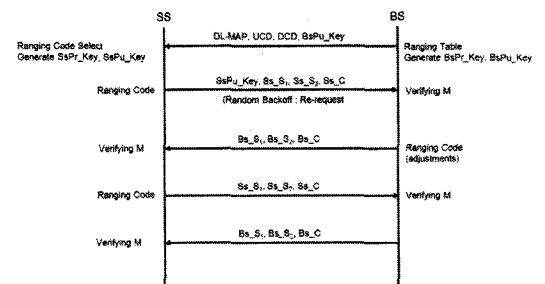 SS
BS
DL-MAP, UCD, DCD, BsPu_Key
Ranging Code Select
Generate SsPr_Key, SsPu_Key
Ranging Table
Generate BsPr_Key, BsPu_Key
Ranging Code
SsPu_Key, Ss_S₁, Ss_S₂, Ss_C
(Random Backoff ; Re-request
Verifying M
Verifying M
Bs_S₁, Bs_S₂, Bs_C
Ranging Code
(adjustments)
Ranging Code
Ss_S₁, Ss_S₂, Ss_C
Verifying M
Verifying M
Bs_S₁, Bs_S₂, Bs_C